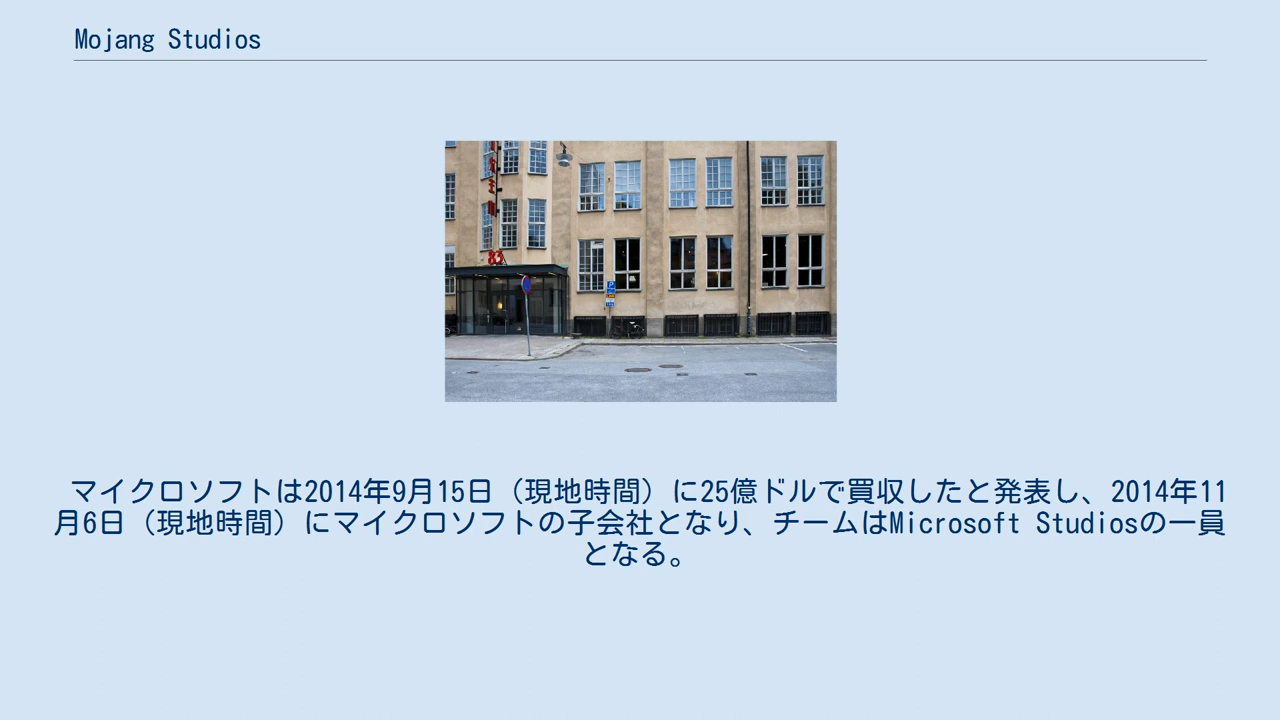 Mojang Studios
83
マイクロソフトは2014年9月15日（現地時間）に25億ドルで買収したと発表し、2014年11
月6日（現地時間）にマイクロソフトの子会社となり、チームはMicrosoft Studiosの一員
となる。